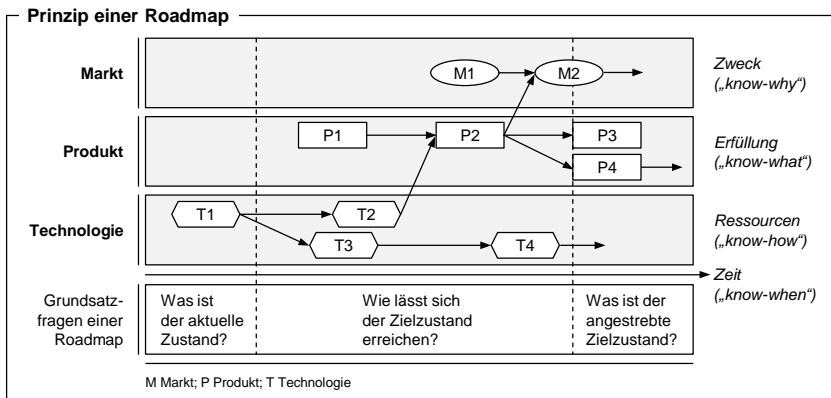 Prinzip einer Roadmap
Markt
M1
M2
Zweck
(„know-why“)
Produkt
P1
P2
P3
P4
Erfüllung
(„know-what“)
Technologie
T1
T2
T3
T4
Ressourcen
(„know-how“)
Zeit
(„know-when“)
Grundsatz-
fragen einer
Roadmap
Was ist
der aktuelle
Zustand?
Wie lässt sich
der Zielzustand
erreichen?
Was ist der
angestrebte
Zielzustand?
M Markt; P Produkt; T Technologie